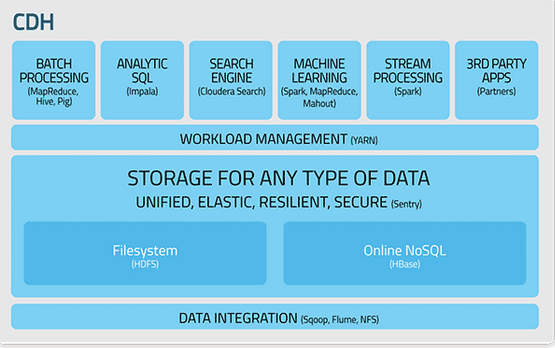 CDH
BATCH
PROCESSING
(MapReduce,
Hive, Pig)
ANALYTIC
SQL
(Impala)
SEARCH
ENGINE
(Cloudera Search)
MACHINE
LEARNING
(Spark, MapReduce,
Mahout)
STREAM
PROCESSING
(Spark)
3RD PARTY
APPS
(Partners)
WORKLOAD MANAGEMENT (YARN)
STORAGE FOR ANY TYPE OF DATA
UNIFIED, ELASTIC, RESILIENT, SECURE (Sentry)
Filesystem
(HDFS)
Online NoSQL
(HBase)
DATA INTEGRATION (Sqoop, Flume, NFS)